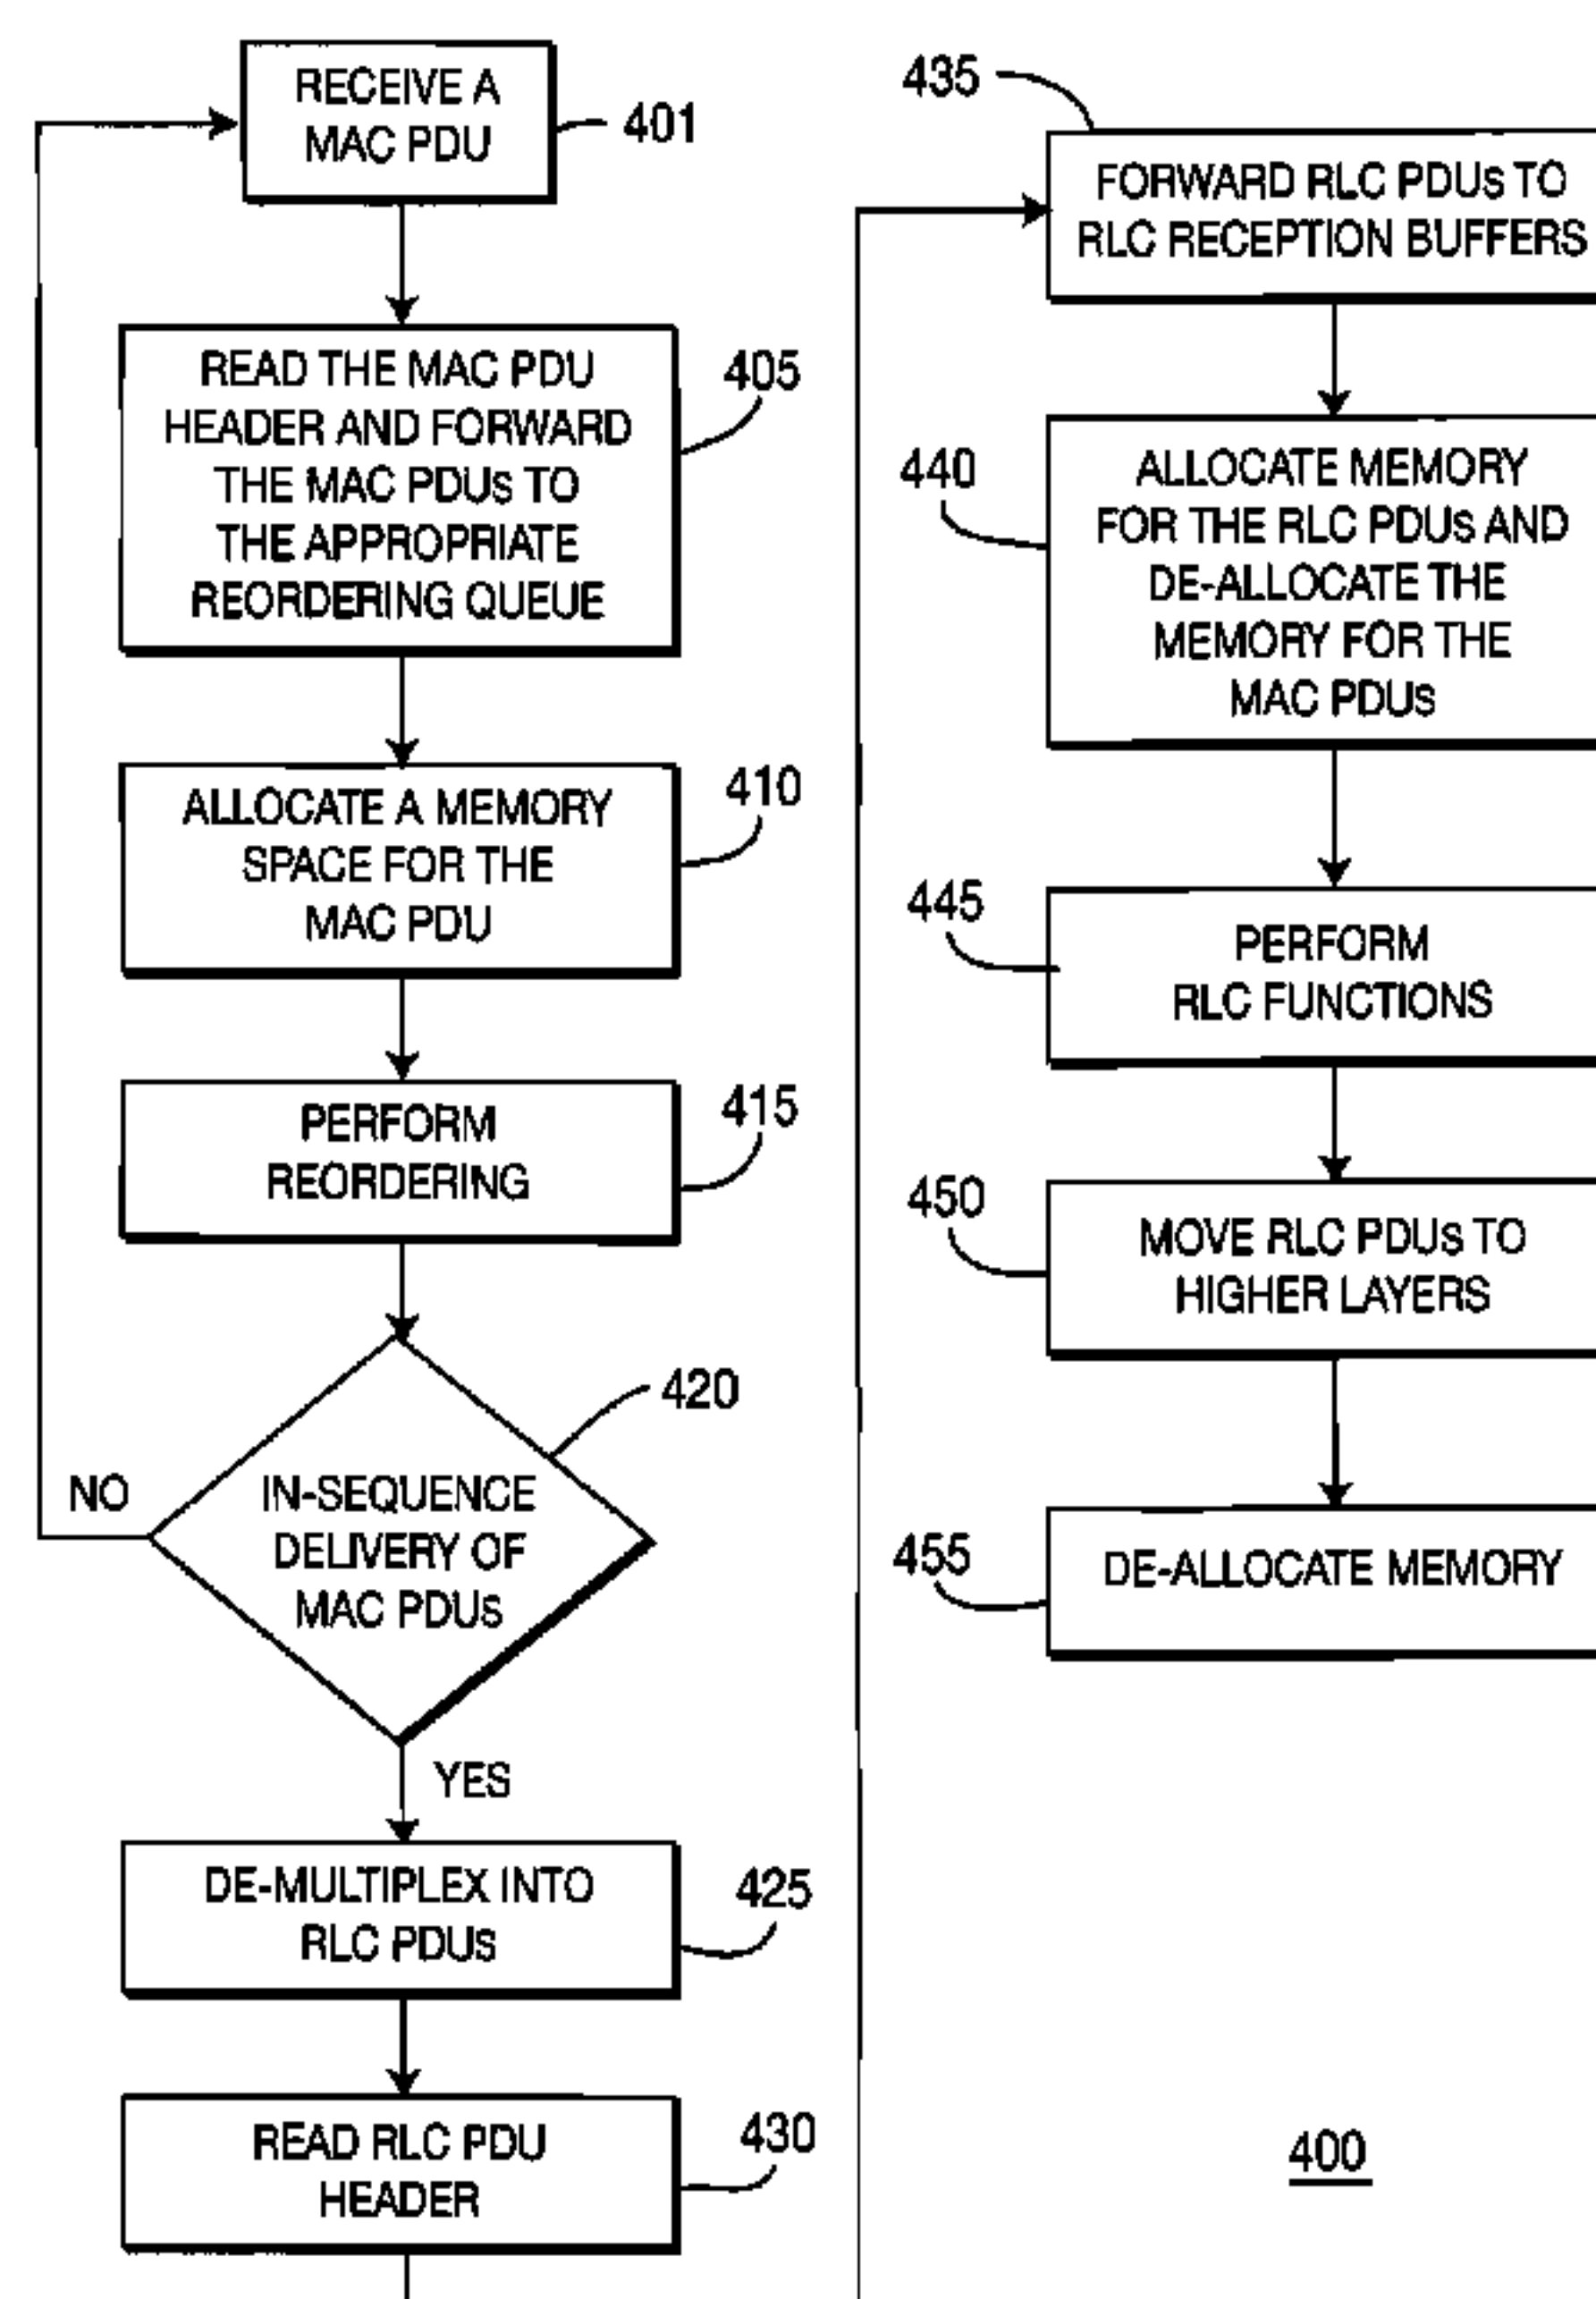 RECEIVE A
MAC PDU
401
READ THE MAC PDU
HEADER AND FORWARD
THE MAC PDUs TO
THE APPROPRIATE
REORDERING QUEUE
405
ALLOCATE A MEMORY
SPACE FOR THE
MAC PDU
410
PERFORM
REORDERING
415
IN-SEQUENCE
DELIVERY OF
MAC PDUs
420
NO
YES
DE-MULTIPLEX INTO
RLC PDUs
425
READ RLC PDU
HEADER
430
435
FORWARD RLC PDUs TO
RLC RECEPTION BUFFERS
440
ALLOCATE MEMORY
FOR THE RLC PDUs AND
DE-ALLOCATE THE
MEMORY FOR THE
MAC PDUs
445
PERFORM
RLC FUNCTIONS
450
MOVE RLC PDUs TO
HIGHER LAYERS
455
DE-ALLOCATE MEMORY
400